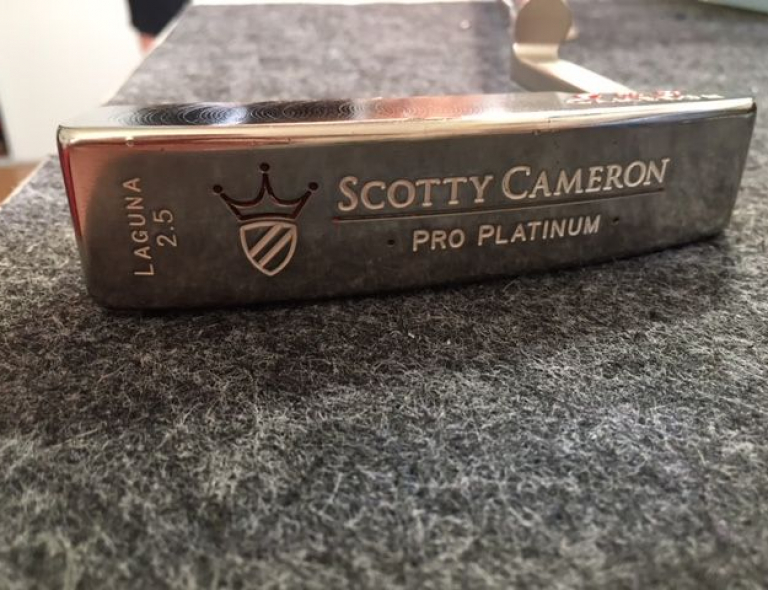 LAGUNA
2.5
SCOTTY CAMERON
· PRO PLATINUM ·